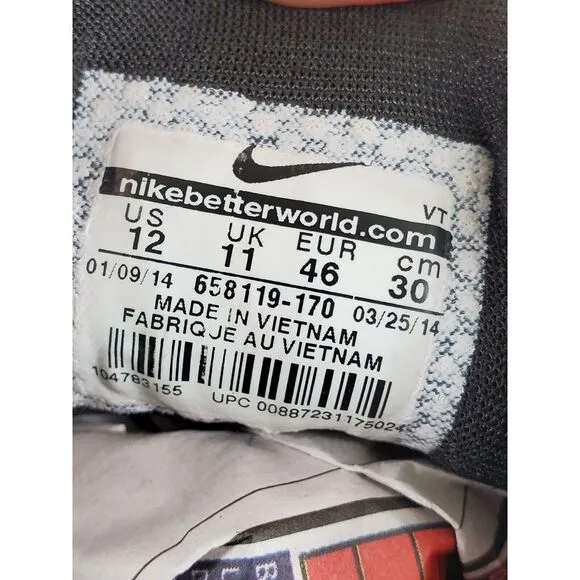 nikebetterworld.com
VT
US UK EUR cm
12 11 46 30
01/09/14 658119-170 03/25/14
MADE IN VIETNAM
FABRIQUE AU VIETNAM
104783155
UPC 00887231175024